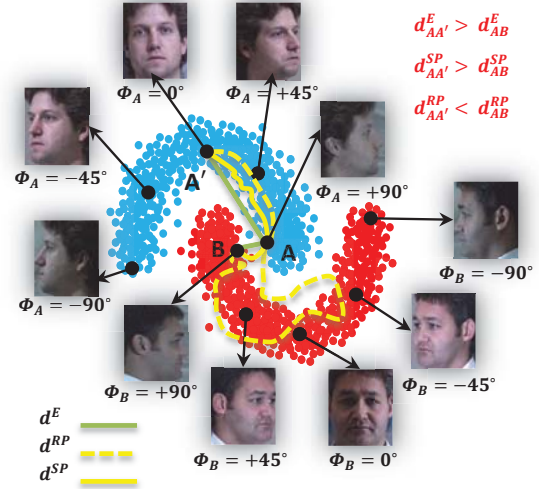 d^E_{AA′} > d^E_{AB}
d^{SP}_{AA′} > d^{SP}_{AB}
d^{RP}_{AA′} < d^{RP}_{AB}
Φ_A = 0°
Φ_A = +45°
Φ_A = −45°
A′
Φ_A = +90°
B
A
Φ_A = −90°
Φ_B = −90°
Φ_B = +90°
Φ_B = −45°
Φ_B = +45°
Φ_B = 0°
d^E
d^{RP}
d^{SP}